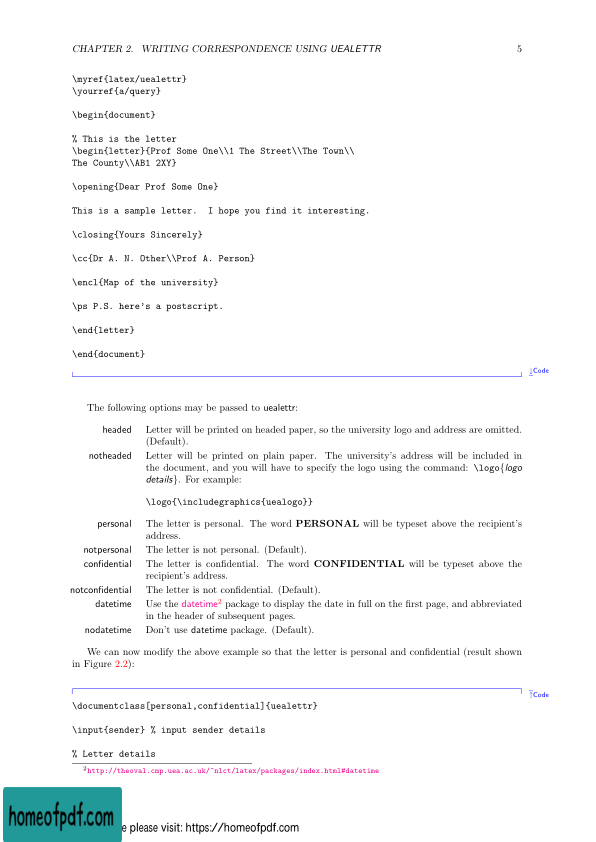 CHAPTER 2. WRITING CORRESPONDENCE USING UEALETTR 5
\myref{latex/uealettr}
\yourref{a/query}
\begin{document}
% This is the letter
\begin{letter}{Prof Some One\\1 The Street\\The Town\\
The County\\AB1 2XY}
\opening{Dear Prof Some One}
This is a sample letter. I hope you find it interesting.
\closing{Yours Sincerely}
\cc{Dr A. N. Other\\Prof A. Person}
\encl{Map of the university}
\ps P.S. here's a postscript.
\end{letter}
\end{document}
↓Code
The following options may be passed to uealettr:
headed Letter will be printed on headed paper, so the university logo and address are omitted.
(Default).
notheaded Letter will be printed on plain paper. The university's address will be included in
the document, and you will have to specify the logo using the command: \logo{logo
details}. For example:
\logo{\includegraphics{uealogo}}
personal The letter is personal. The word PERSONAL will be typeset above the recipient's
address.
notpersonal The letter is not personal. (Default).
confidential The letter is confidential. The word CONFIDENTIAL will be typeset above the
recipient's address.
notconfidential The letter is not confidential. (Default).
datetime Use the datetime2 package to display the date in full on the first page, and abbreviated
in the header of subsequent pages.
nodatetime Don't use datetime package. (Default).
We can now modify the above example so that the letter is personal and confidential (result shown
in Figure 2.2):
↑Code
\documentclass[personal,confidential]{uealettr}
\input{sender} % input sender details
% Letter details
2http://theoval.cmp.uea.ac.uk/~nlct/latex/packages/index.html#datetime
homeofpdf.com
e please visit: https://homeofpdf.com